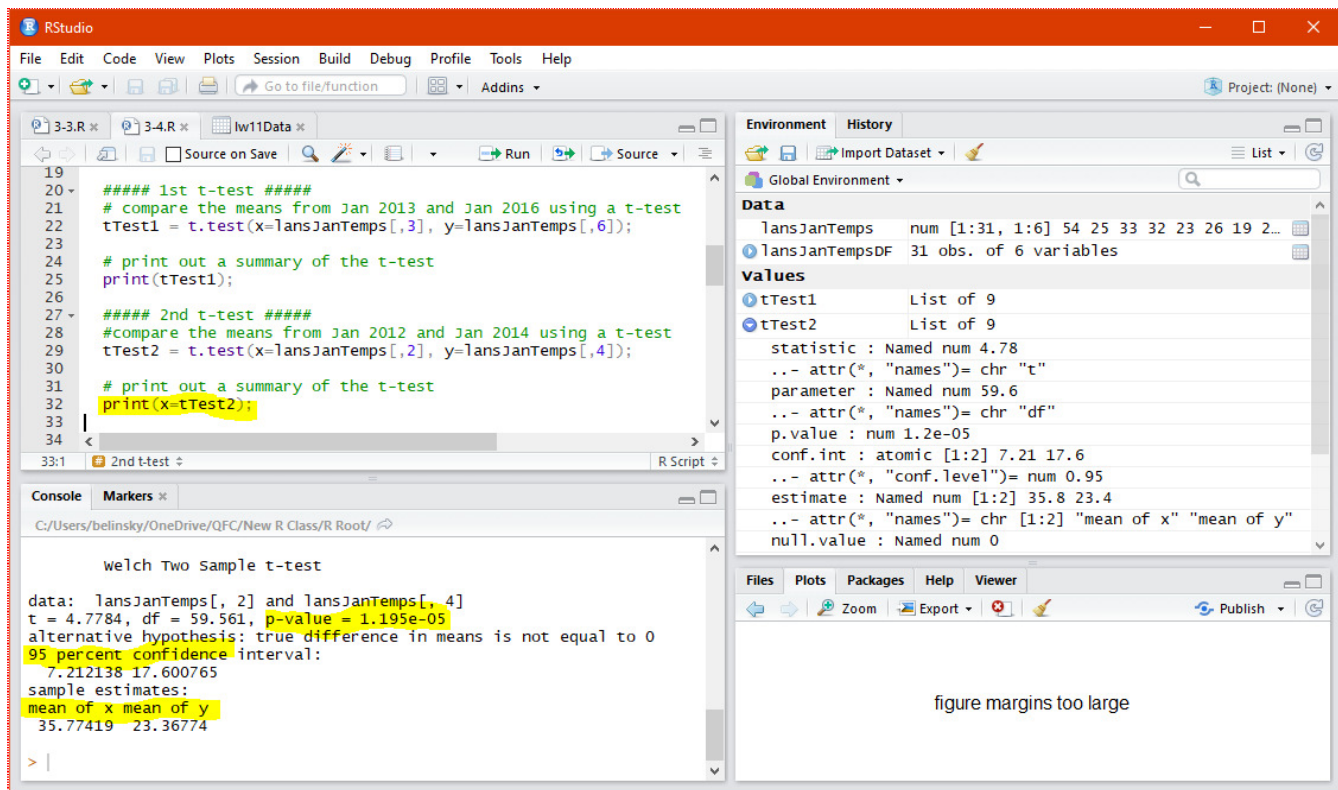 RStudio
File Edit Code View Plots Session Build Debug Profile Tools Help
Go to file/function Addins Project: (None)
3-3.R 3-4.R lw11Data
Source on Save Run Source
19
20 ##### 1st t-test #####
21 # compare the means from Jan 2013 and Jan 2016 using a t-test
22 tTest1 = t.test(x=lansJanTemps[,3], y=lansJanTemps[,6]);
23
24 # print out a summary of the t-test
25 print(tTest1);
26
27 ##### 2nd t-test #####
28 #compare the means from Jan 2012 and Jan 2014 using a t-test
29 tTest2 = t.test(x=lansJanTemps[,2], y=lansJanTemps[,4]);
30
31 # print out a summary of the t-test
32 print(x=tTest2);
33
34
33:1 # 2nd t-test R Script
Console Markers
C:/Users/belinsky/OneDrive/QFC/New R Class/R Root/
Welch Two Sample t-test
data: lansJanTemps[, 2] and lansJanTemps[, 4]
t = 4.7784, df = 59.561, p-value = 1.195e-05
alternative hypothesis: true difference in means is not equal to 0
95 percent confidence interval:
7.212138 17.600765
sample estimates:
mean of x mean of y
35.77419 23.36774
>
Environment History
Import Dataset List
Global Environment
Data
lansJanTemps num [1:31, 1:6] 54 25 33 32 23 26 19 2…
lansJanTempsDF 31 obs. of 6 variables
Values
tTest1 List of 9
tTest2 List of 9
statistic : Named num 4.78
..- attr(*, "names")= chr "t"
parameter : Named num 59.6
..- attr(*, "names")= chr "df"
p.value : num 1.2e-05
conf.int : atomic [1:2] 7.21 17.6
..- attr(*, "conf.level")= num 0.95
estimate : Named num [1:2] 35.8 23.4
..- attr(*, "names")= chr [1:2] "mean of x" "mean of y"
null.value : Named num 0
Files Plots Packages Help Viewer
Zoom Export Publish
figure margins too large